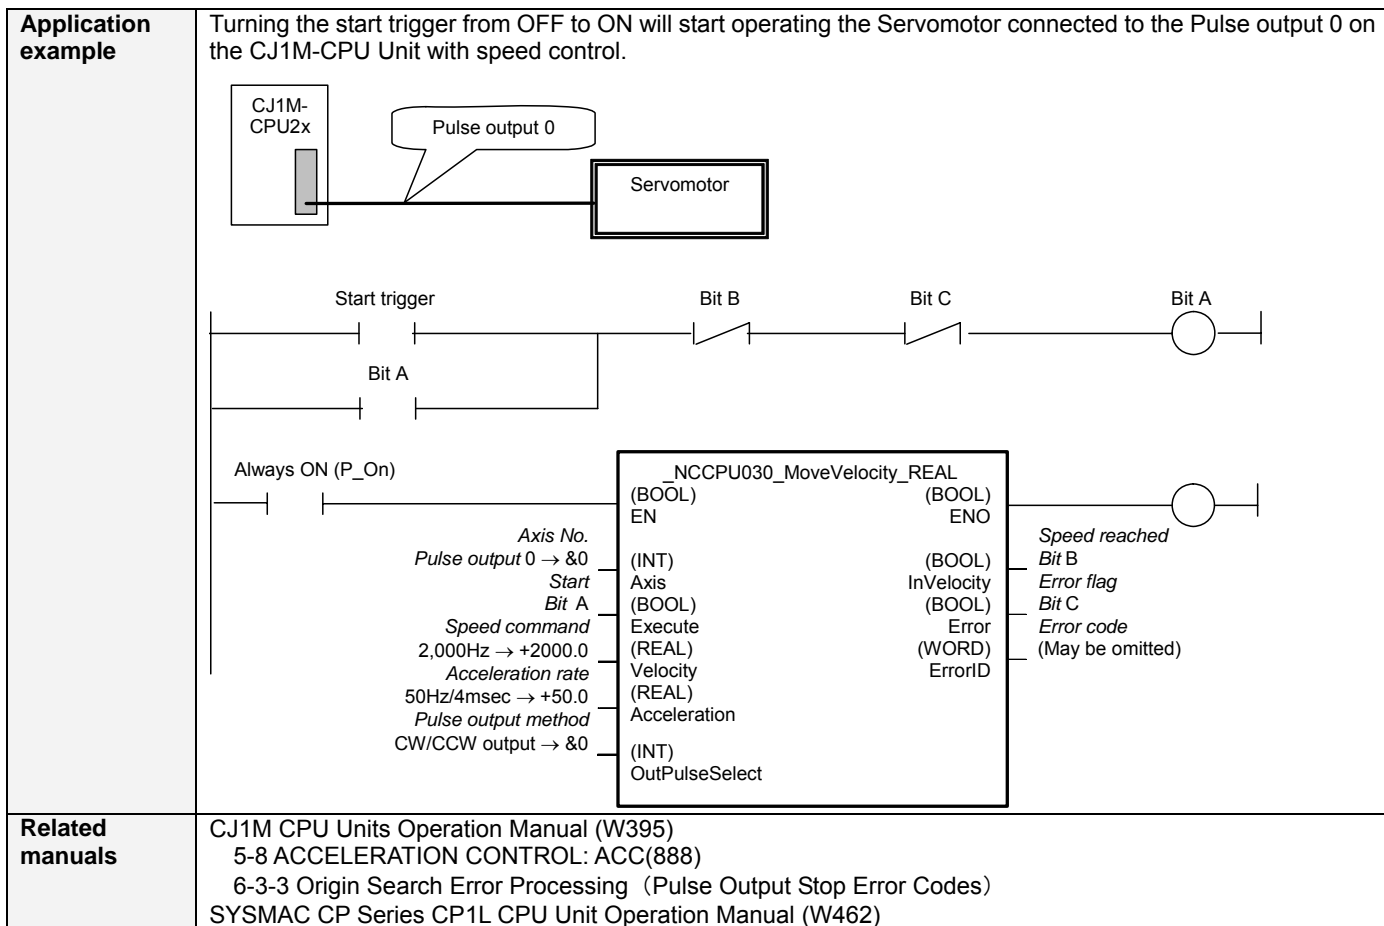 Application
example
Turning the start trigger from OFF to ON will start operating the Servomotor connected to the Pulse output 0 on
the CJ1M-CPU Unit with speed control.
CJ1M-
CPU2x
Pulse output 0
Servomotor
Start trigger
Bit B
Bit C
Bit A
Bit A
Always ON (P_On)
_NCCPU030_MoveVelocity_REAL
(BOOL)
EN
(BOOL)
ENO
Axis No.
Pulse output 0 → &0
(INT)
Axis
Start
Bit A
(BOOL)
Execute
Speed command
2,000Hz → +2000.0
(REAL)
Velocity
Acceleration rate
50Hz/4msec → +50.0
(REAL)
Acceleration
Pulse output method
CW/CCW output → &0
(INT)
OutPulseSelect
(BOOL)
InVelocity
Speed reached
Bit B
(BOOL)
Error
Error flag
Bit C
(WORD)
ErrorID
Error code
(May be omitted)
Related
manuals
CJ1M CPU Units Operation Manual (W395)
5-8 ACCELERATION CONTROL: ACC(888)
6-3-3 Origin Search Error Processing（Pulse Output Stop Error Codes）
SYSMAC CP Series CP1L CPU Unit Operation Manual (W462)